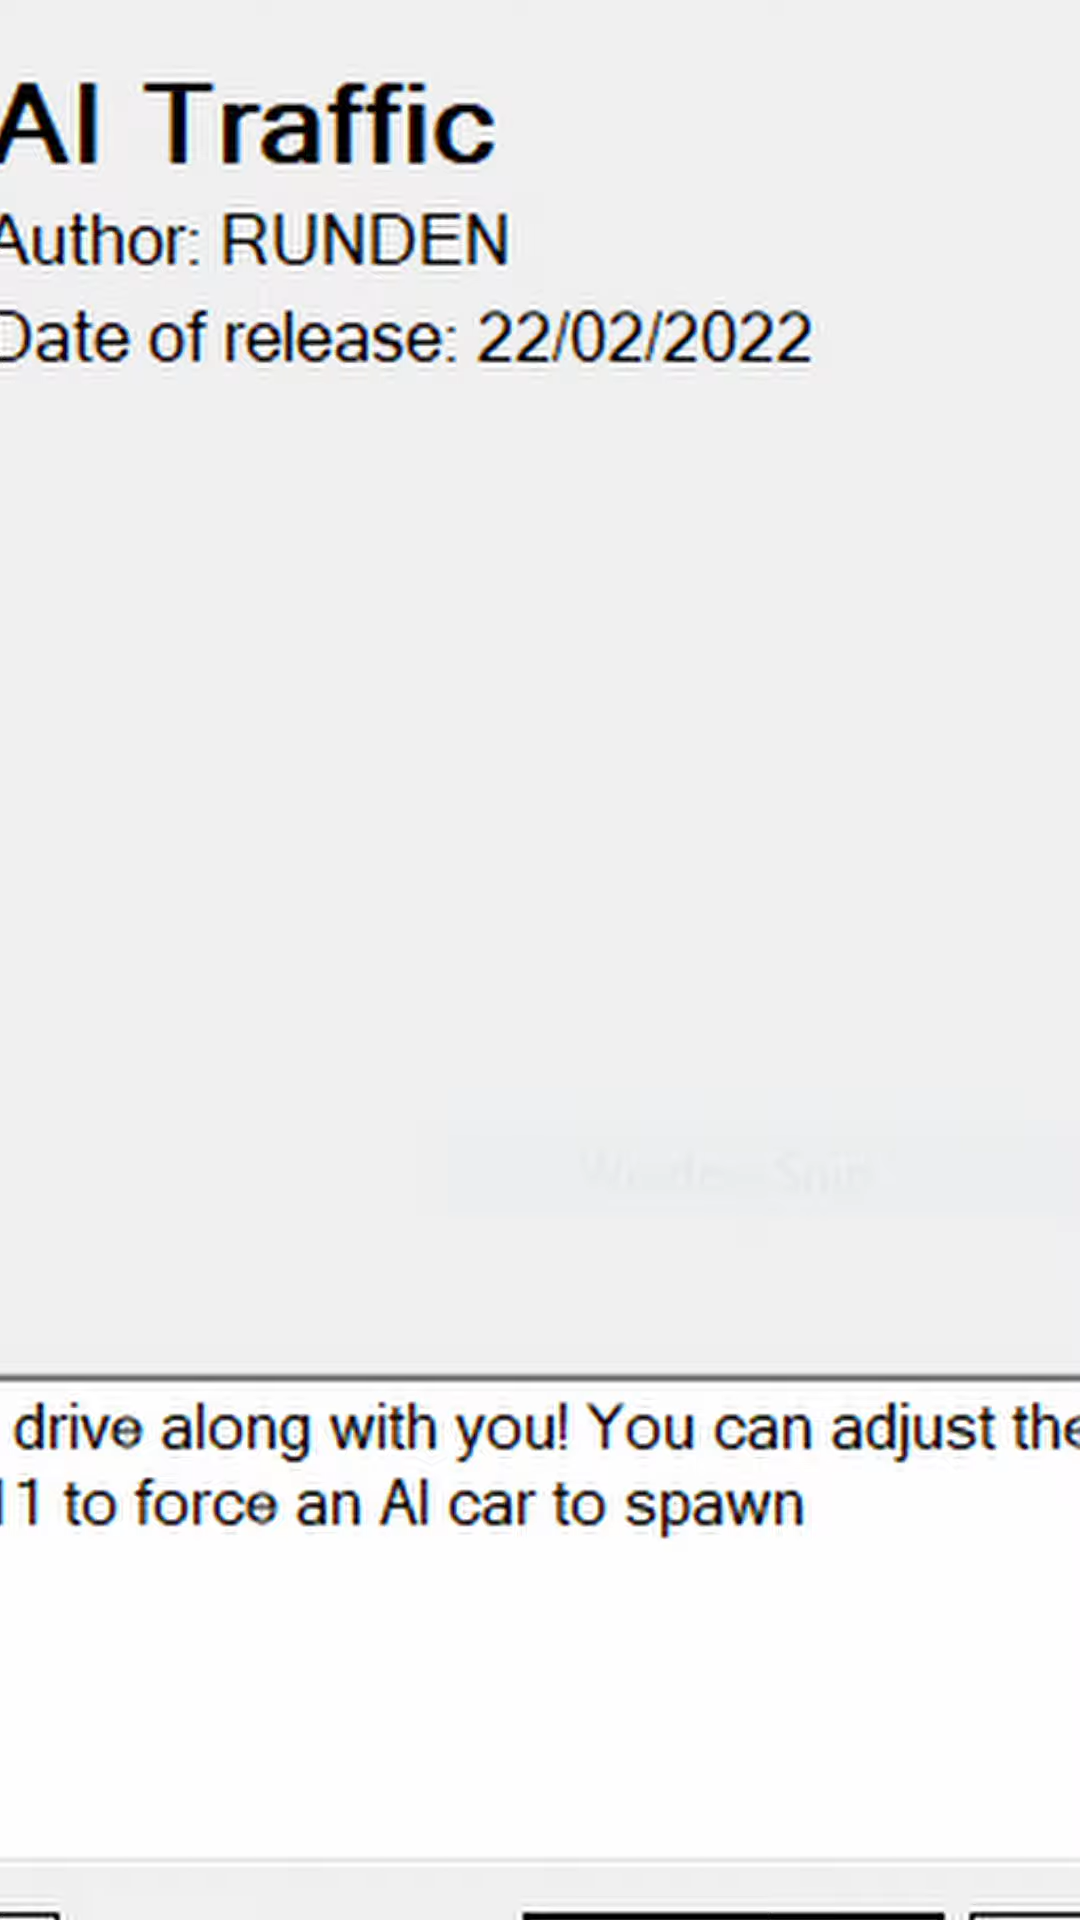 AI Traffic
Author: RUNDEN
Date of release: 22/02/2022
drive along with you! You can adjust the
11 to force an AI car to spawn